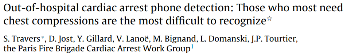 Out-of-hospital cardiac arrest phone detection: Those who most need
chest compressions are the most difficult to recognize☆
S. Travers*, D. Jost, Y. Gillard, V. Lanoë, M. Bignand, L. Domanski, J.P. Tourtier,
the Paris Fire Brigade Cardiac Arrest Work Group¹